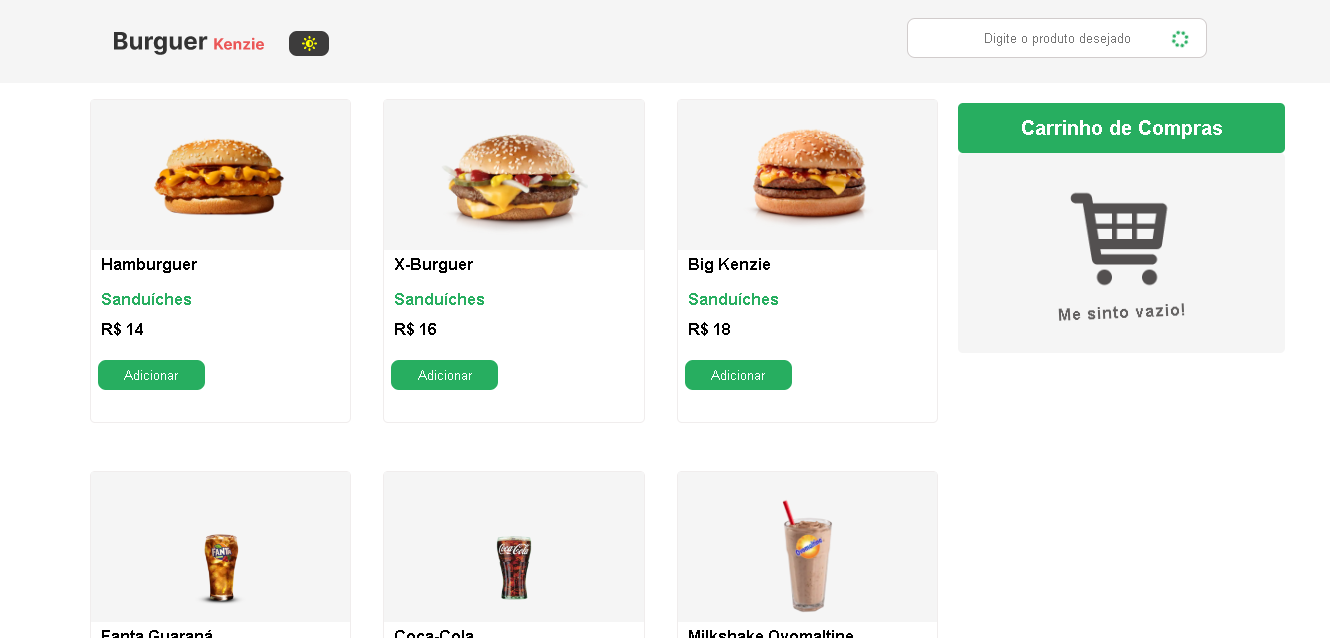 Burguer Kenzie
Digite o produto desejado
Hamburguer
Sanduíches
R$ 14
Adicionar
X-Burguer
Sanduíches
R$ 16
Adicionar
Big Kenzie
Sanduíches
R$ 18
Adicionar
Carrinho de Compras
Me sinto vazio!
FANTA
Fanta Guaraná
Coca-Cola
Coca-Cola
Ovomaltine
Milkshake Ovomaltine